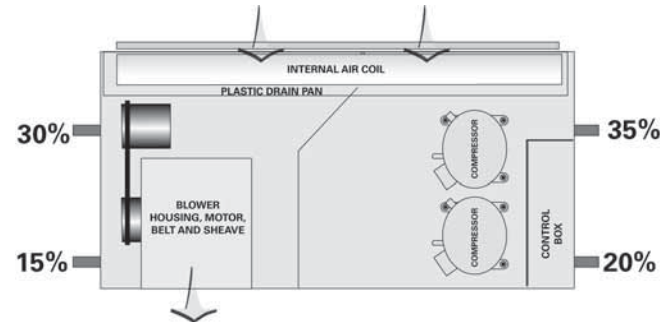 INTERNAL AIR COIL
PLASTIC DRAIN PAN
30%
35%
COMPRESSOR
BLOWER
HOUSING, MOTOR,
BELT AND SHEAVE
COMPRESSOR
CONTROL
BOX
15%
20%